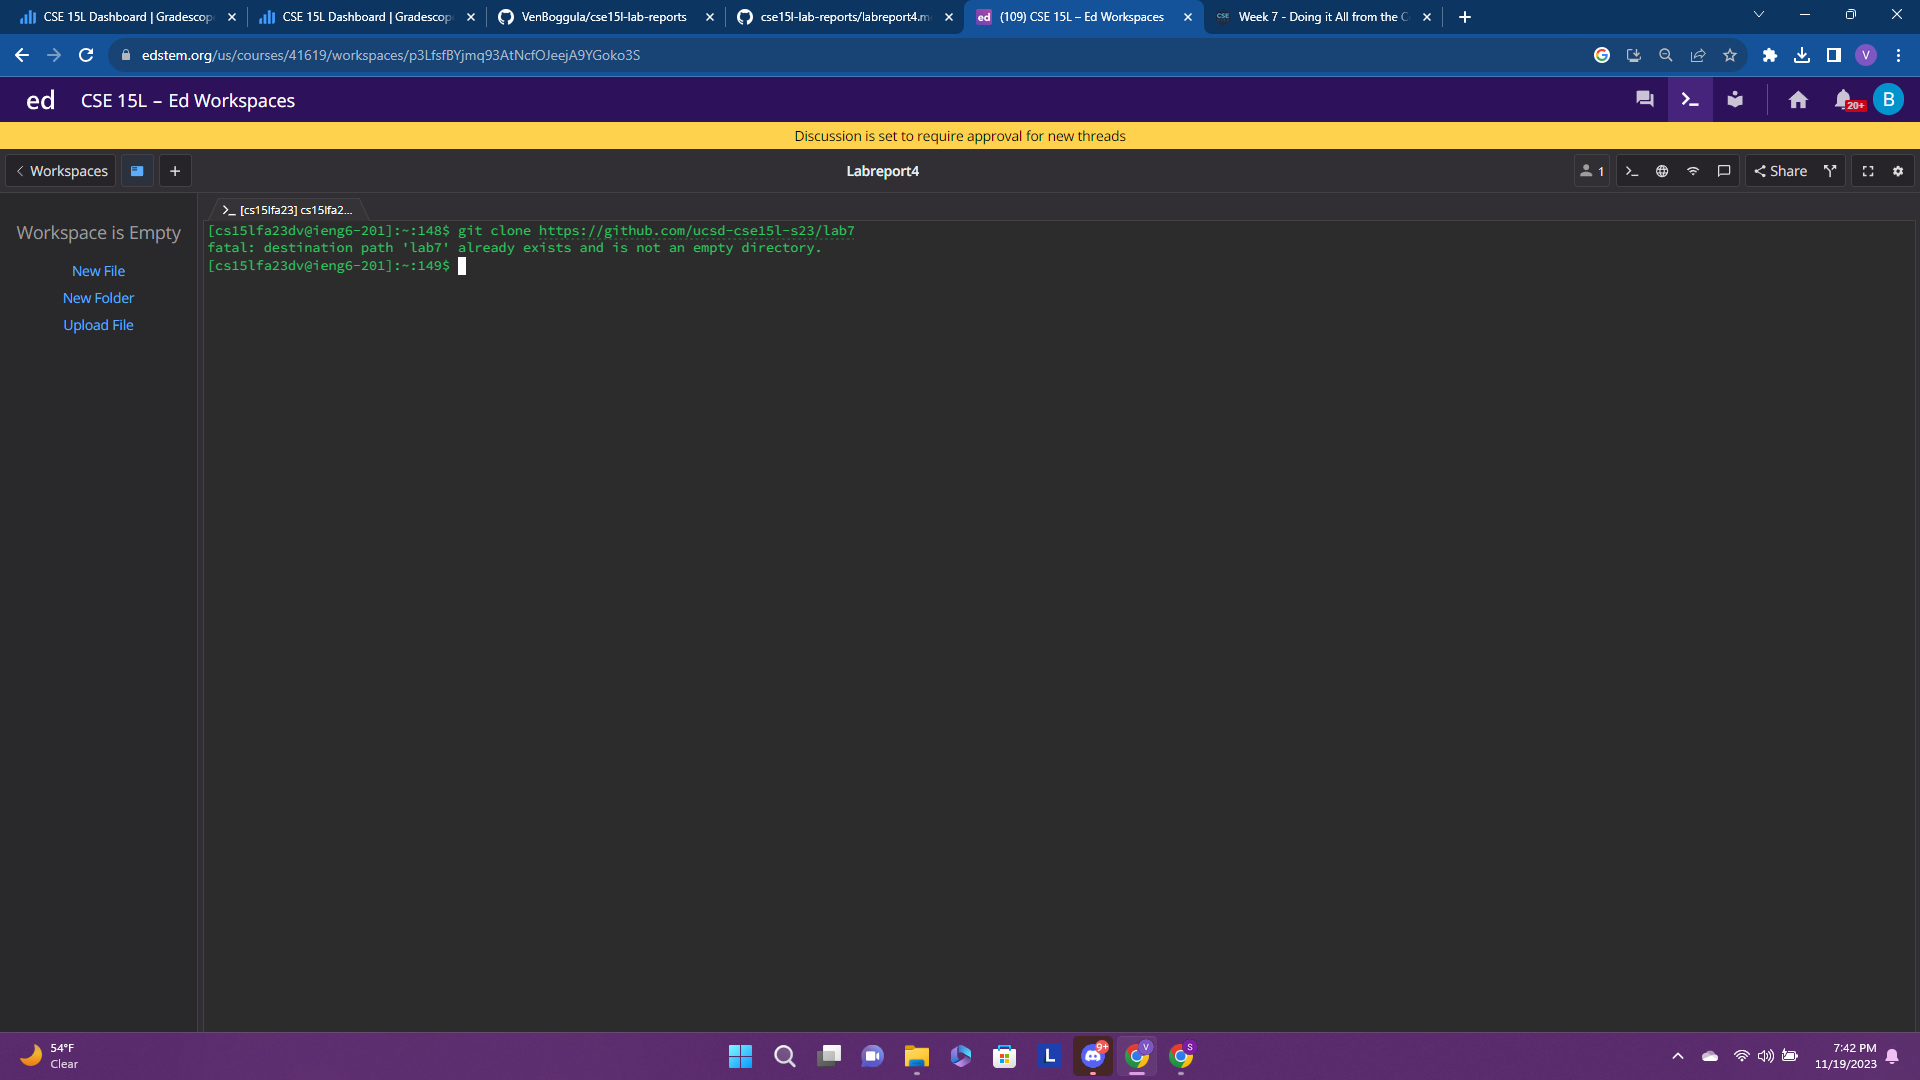 CSE 15L Dashboard | Gradescop
CSE 15L Dashboard | Gradescop
VenBoggula/cse15l-lab-reports
cse15l-lab-reports/labreport4.m
ed (109) CSE 15L – Ed Workspaces
CSE Week 7 - Doing it All from the C
edstem.org/us/courses/41619/workspaces/p3LfsfBYjmq93AtNcfOJeejA9YGoko3S
V
ed CSE 15L – Ed Workspaces
20+
B
Discussion is set to require approval for new threads
Workspaces
Labreport4
1
Share
[cs15lfa23] cs15lfa2...
Workspace is Empty
New File
New Folder
Upload File
[cs15lfa23dv@ieng6-201]:~:148$ git clone https://github.com/ucsd-cse15l-s23/lab7
fatal: destination path 'lab7' already exists and is not an empty directory.
[cs15lfa23dv@ieng6-201]:~:149$
54°F
Clear
L
9+
V
S
7:42 PM
11/19/2023